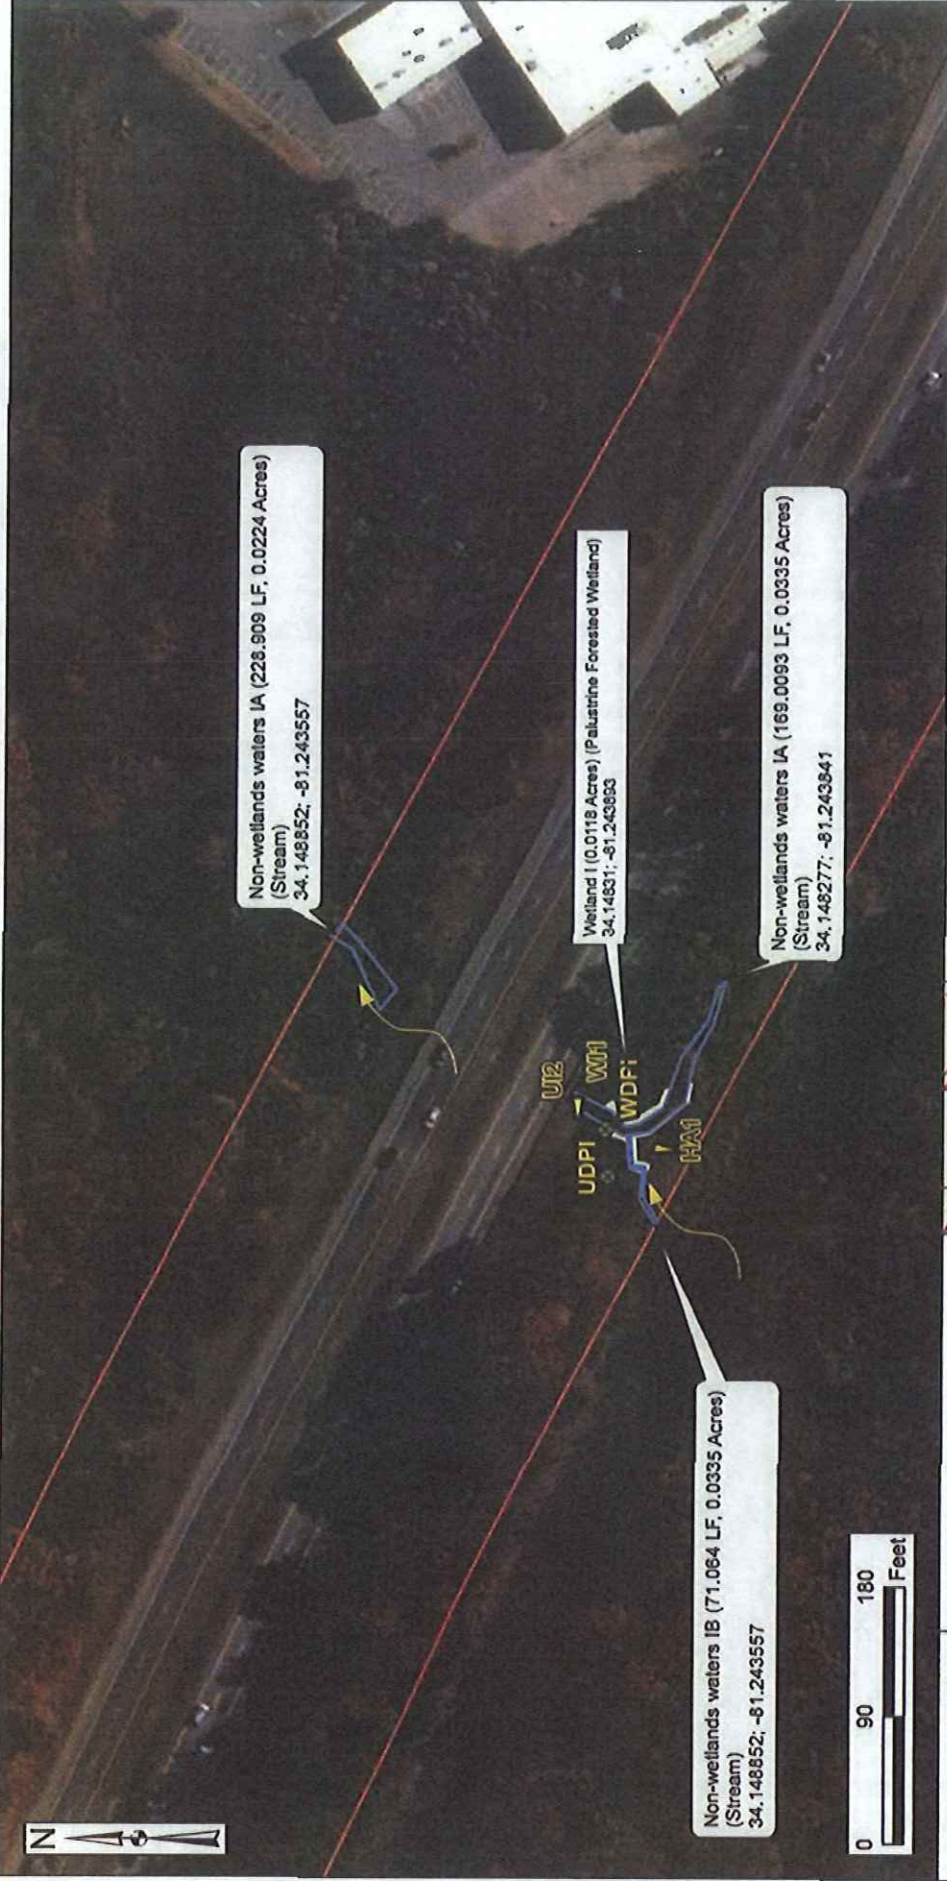 N
Non-wetlands waters IA (228.909 LF, 0.0224 Acres)
(Stream)
34.148852; -81.243557
Wetland I (0.0118 Acres) (Palustrine Forested Wetland)
34.14831; -81.243893
UI2
WI1
UDPI
WDFi
HA1
Non-wetlands waters IA (169.0093 LF, 0.0335 Acres)
(Stream)
34.148277; -81.243841
Non-wetlands waters IB (71.064 LF, 0.0335 Acres)
(Stream)
34.148852; -81.243557
0 90 180
Feet